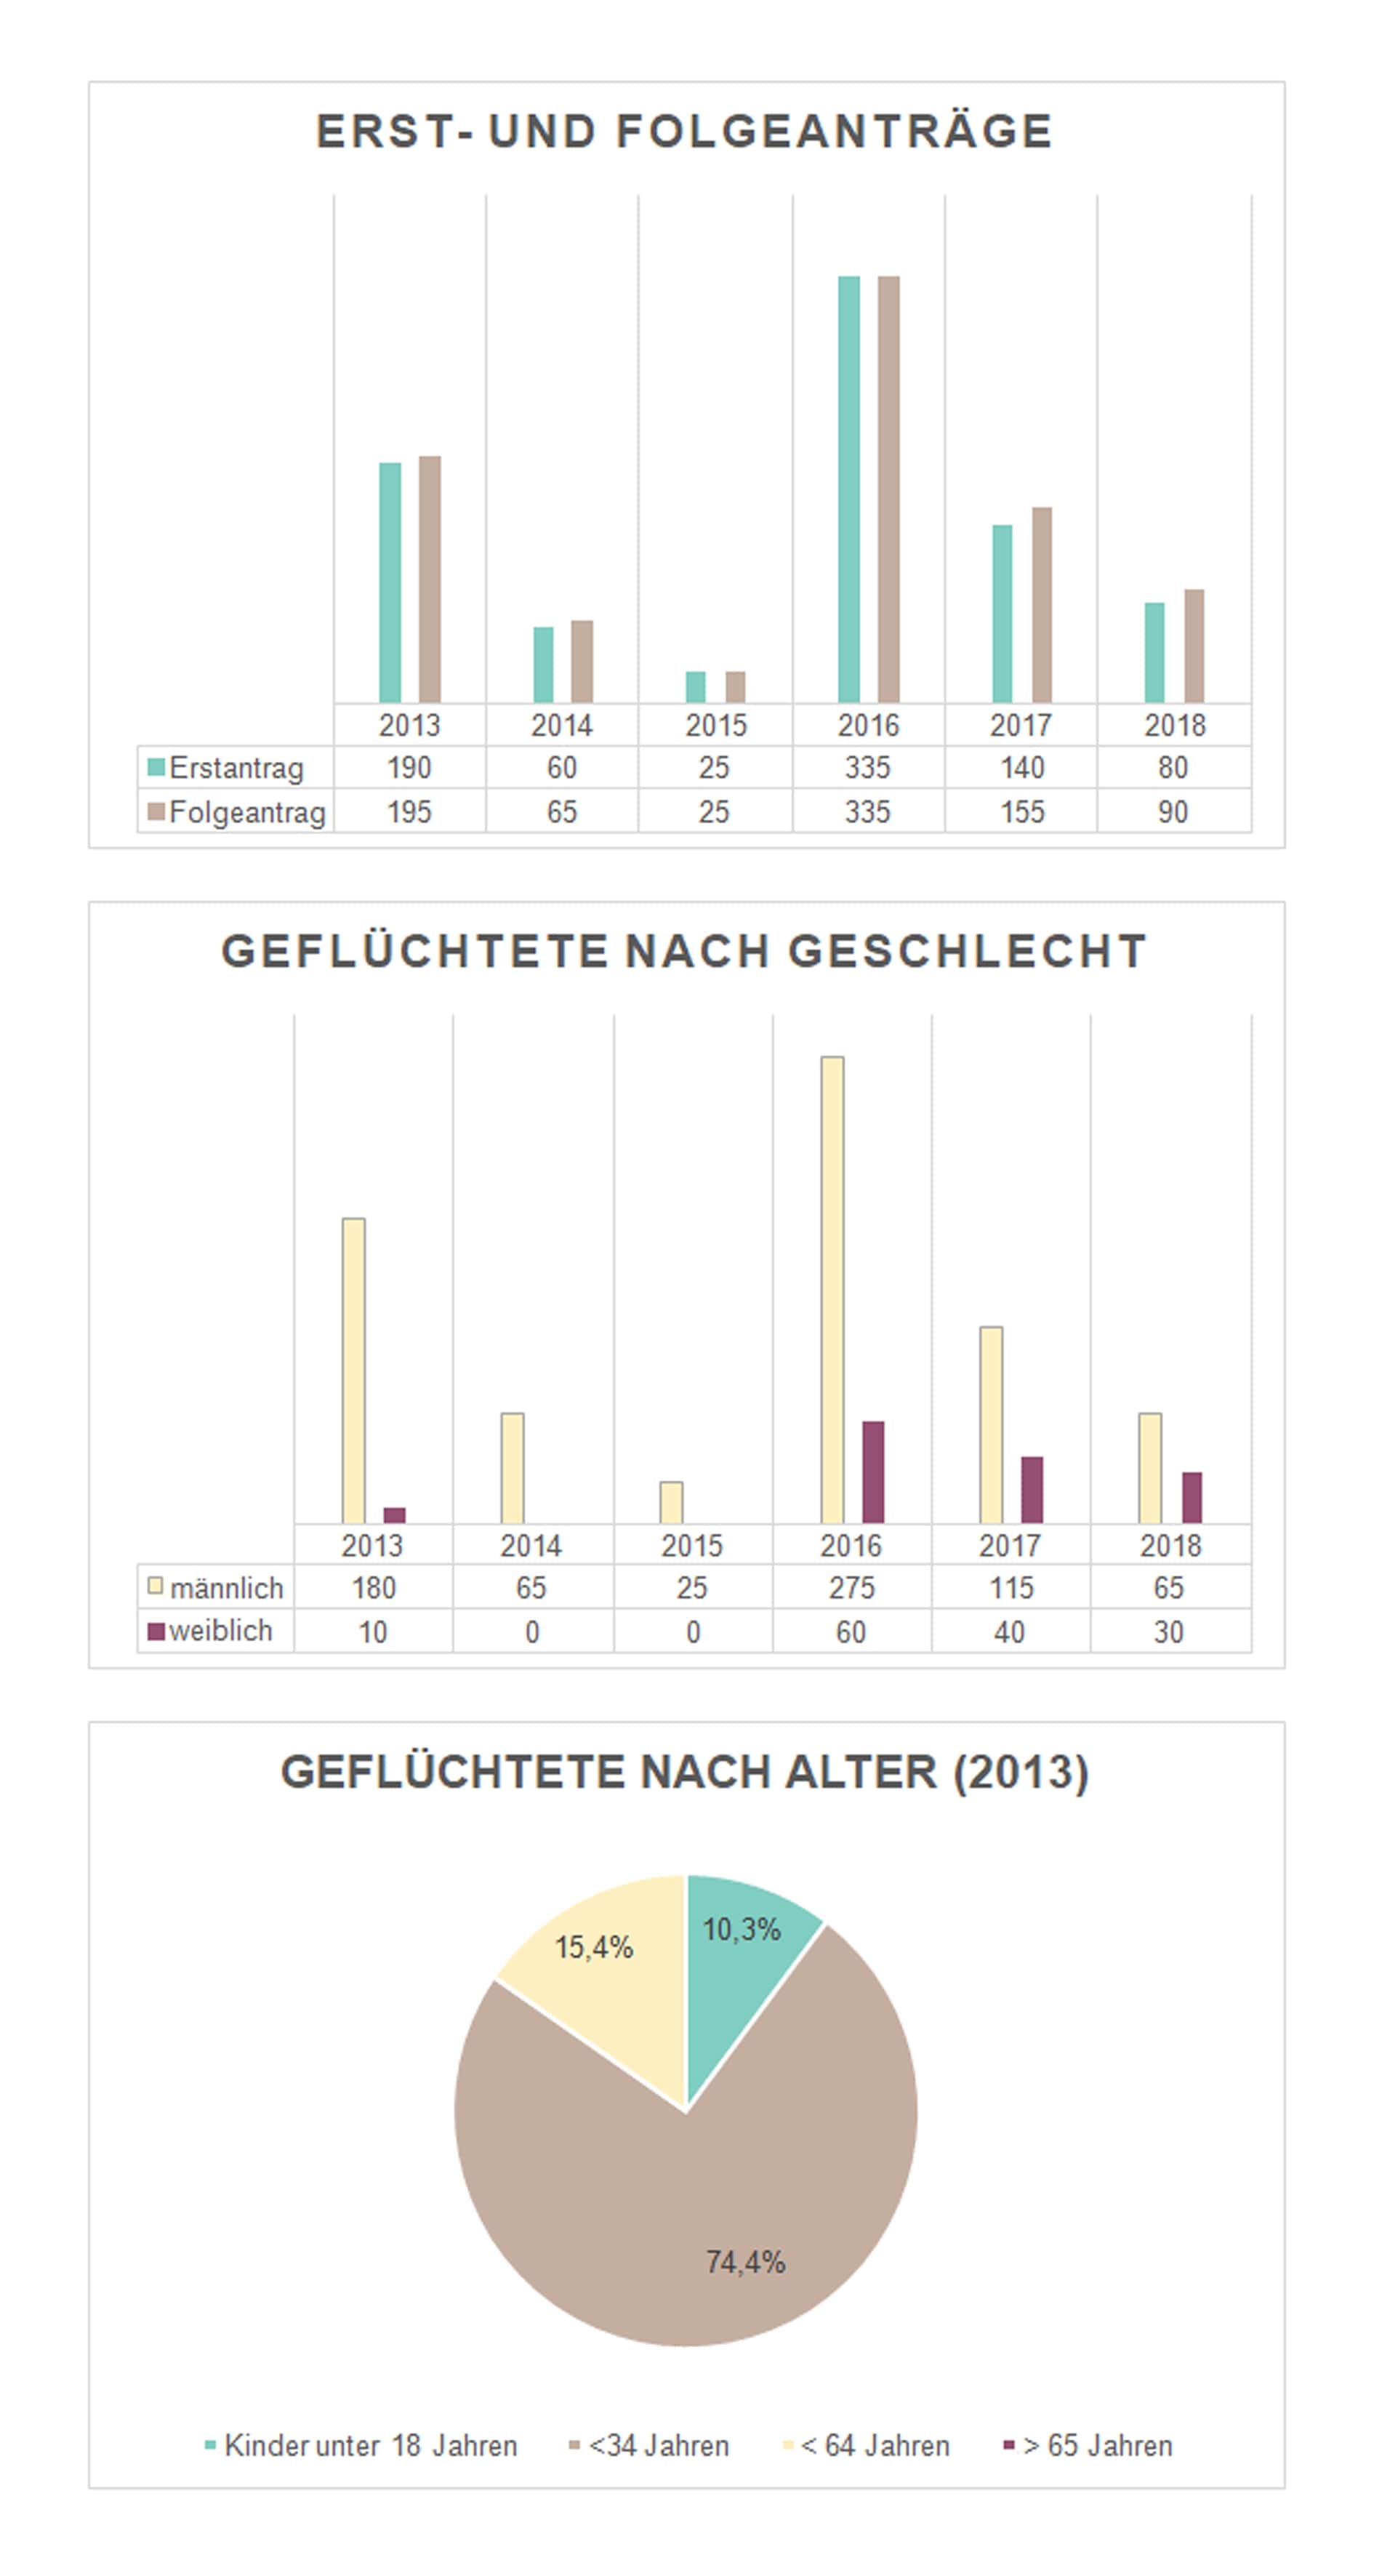 ERST- UND FOLGEANTRÄGE
2013 2014 2015 2016 2017 2018
Erstantrag 190 60 25 335 140 80
Folgeantrag 195 65 25 335 155 90
GEFLÜCHTETE NACH GESCHLECHT
2013 2014 2015 2016 2017 2018
männlich 180 65 25 275 115 65
weiblich 10 0 0 60 40 30
GEFLÜCHTETE NACH ALTER (2013)
10,3%
15,4%
74,4%
Kinder unter 18 Jahren <34 Jahren < 64 Jahren > 65 Jahren